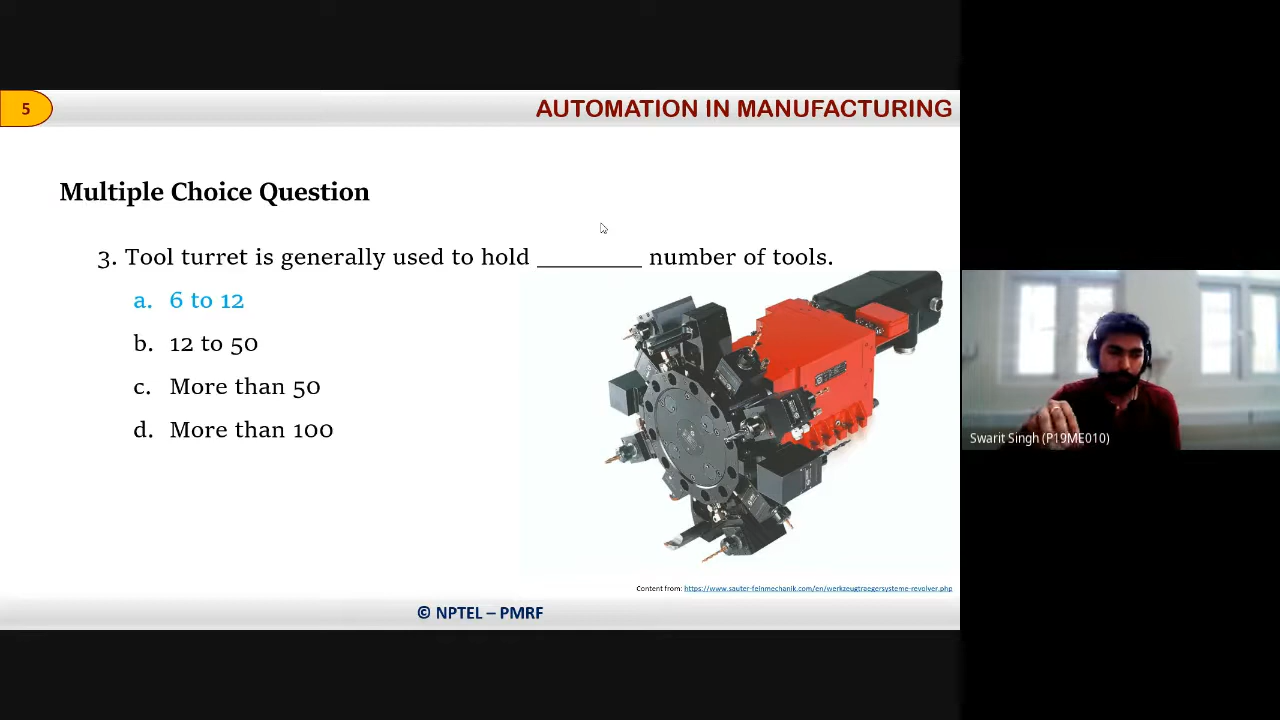 5
AUTOMATION IN MANUFACTURING
Multiple Choice Question
3. Tool turret is generally used to hold ________ number of tools.
a. 6 to 12
b. 12 to 50
c. More than 50
d. More than 100
Content from: https://www.sauter-feinmechanik.com/en/werkzeugtraegersysteme-revolver.php
© NPTEL – PMRF
Swarit Singh (P19ME010)